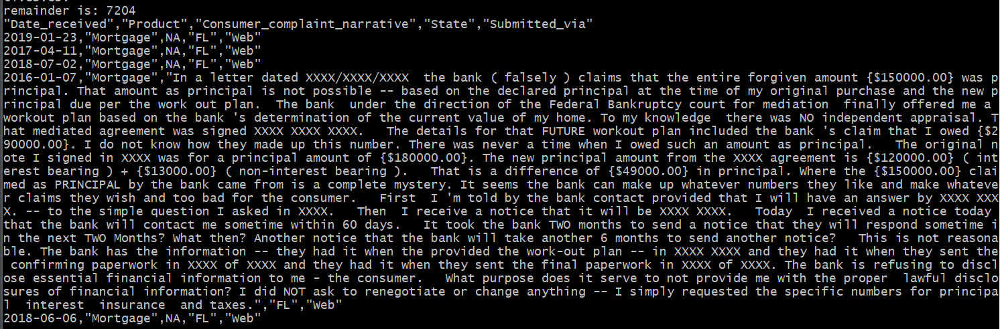 remainder is: 7204
"Date_received","Product","Consumer_complaint_narrative","State","Submitted_via"
2019-01-23,"Mortgage",NA,"FL","Web"
2017-04-11,"Mortgage",NA,"FL","Web"
2018-07-02,"Mortgage",NA,"FL","Web"
2016-01-07,"Mortgage","In a letter dated XXXX/XXXX/XXXX  the bank ( falsely ) claims that the entire forgiven amount {$150000.00} was p
rincipal. That amount as principal is not possible -- based on the declared principal at the time of my original purchase and the new p
rincipal due per the work out plan.  The bank  under the direction of the Federal Bankruptcy court for mediation  finally offered me a
workout plan based on the bank 's determination of the current value of my home. To my knowledge  there was NO independent appraisal. T
hat mediated agreement was signed XXXX XXXX XXXX.   The details for that FUTURE workout plan included the bank 's claim that I owed {$2
90000.00}. I do not know how they made up this number. There was never a time when I owed such an amount as principal.   The original n
ote I signed in XXXX was for a principal amount of {$180000.00}. The new principal amount from the XXXX agreement is {$120000.00} ( int
erest bearing ) + {$13000.00} ( non-interest bearing ).   That is a difference of {$49000.00} in principal. Where the {$150000.00} clai
med as PRINCIPAL by the bank came from is a complete mystery. It seems the bank can make up whatever numbers they like and make whateve
r claims they wish and too bad for the consumer.   First  I 'm told by the bank contact provided that I will have an answer by XXXX XXX
X. -- to the simple question I asked in XXXX.   Then  I receive a notice that it will be XXXX XXXX.   Today  I received a notice today
that the bank will contact me sometime within 60 days.   It took the bank TWO months to send a notice that they will respond sometime i
n the next TWO Months? What then? Another notice that the bank will take another 6 months to send another notice?   This is not reasona
ble. The bank has the information -- they had it when the provided the work-out plan -- in XXXX XXXX and they had it when they sent the
 confirming paperwork in XXXX of XXXX and they had it when they sent the final paperwork in XXXX of XXXX. The bank is refusing to discl
ose essential financial information to me - the consumer.   What purpose does it serve to not provide me with the proper  lawful disclo
sures of financial information? I did NOT ask to renegotiate or change anything -- I simply requested the specific numbers for principa
l  interest  insurance  and taxes.","FL","Web"
2018-06-06,"Mortgage",NA,"FL","Web"